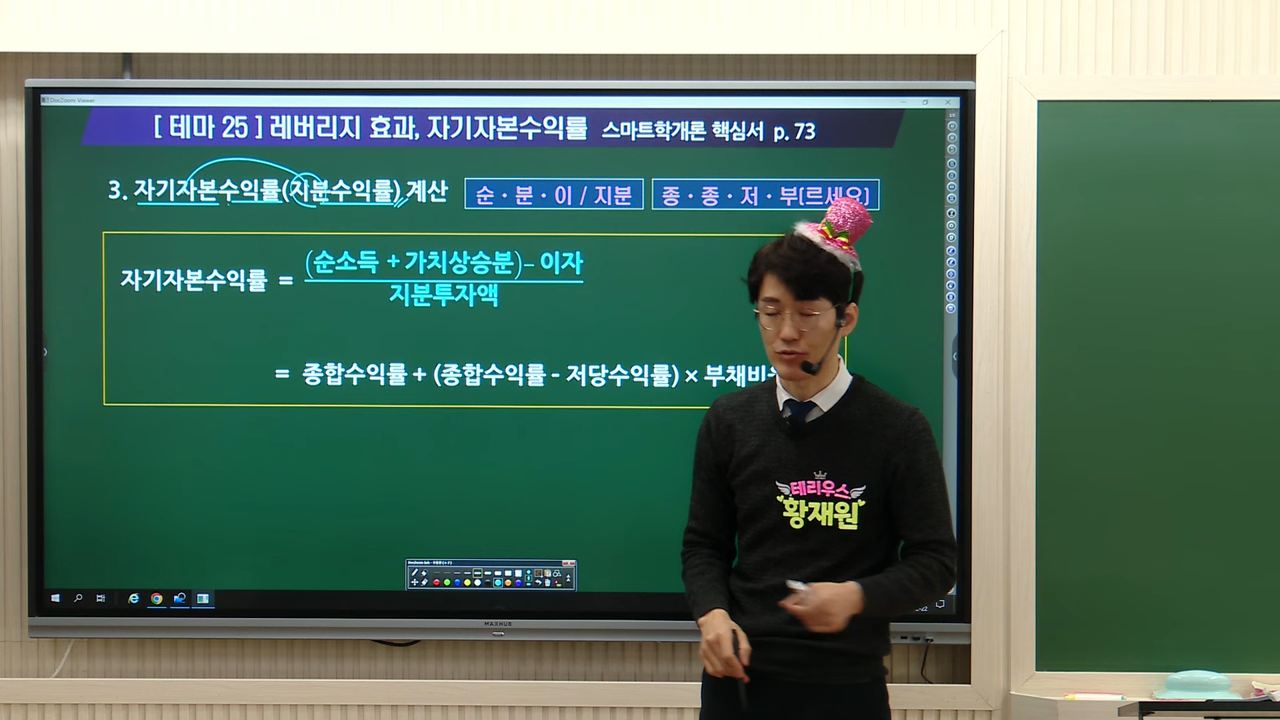 DocZoom Viewer
[ 테마 25 ] 레버리지 효과, 자기자본수익률 스마트학개론 핵심서 p. 73
3. 자기자본수익률(지분수익률) 계산 순・분・이 / 지분 종・종・저・부(르세요)
자기자본수익률 = (순소득 + 가치상승분) - 이자
지분투자액
= 종합수익률 + (종합수익률 - 저당수익률) × 부채비
테리우스
황재원
MAXHUB